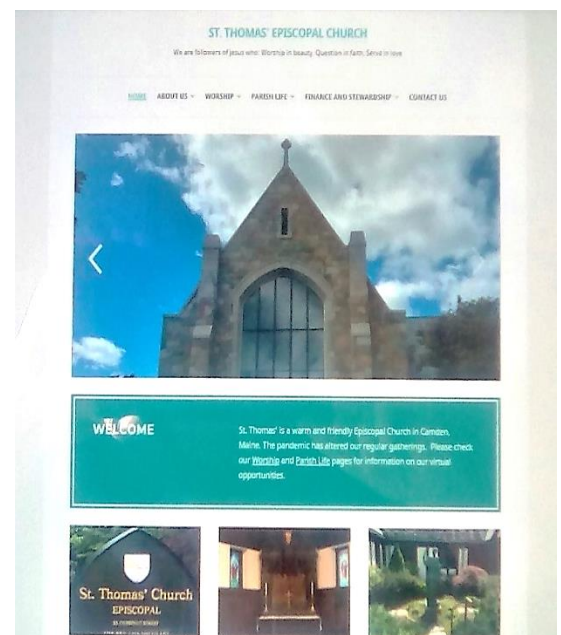 ST. THOMAS' EPISCOPAL CHURCH
We are followers of Jesus who: Worship in beauty. Question in faith. Serve in love
HOME ABOUT US WORSHIP PARISH LIFE FINANCE AND STEWARDSHIP CONTACT US
WELCOME
St. Thomas' is a warm and friendly Episcopal Church in Camden,
Maine. The pandemic has altered our regular gatherings. Please check
our Worship and Parish Life pages for information on our virtual
opportunities.
St. Thomas' Church
EPISCOPAL